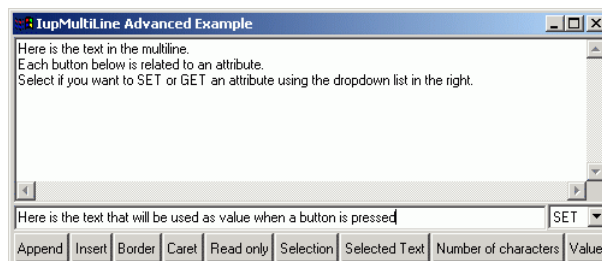 IupMultiLine Advanced Example
Here is the text in the multiline.
Each button below is related to an attribute.
Select if you want to SET or GET an attribute using the dropdown list in the right.
Here is the text that will be used as value when a button is pressed SET
Append Insert Border Caret Read only Selection Selected Text Number of characters Value